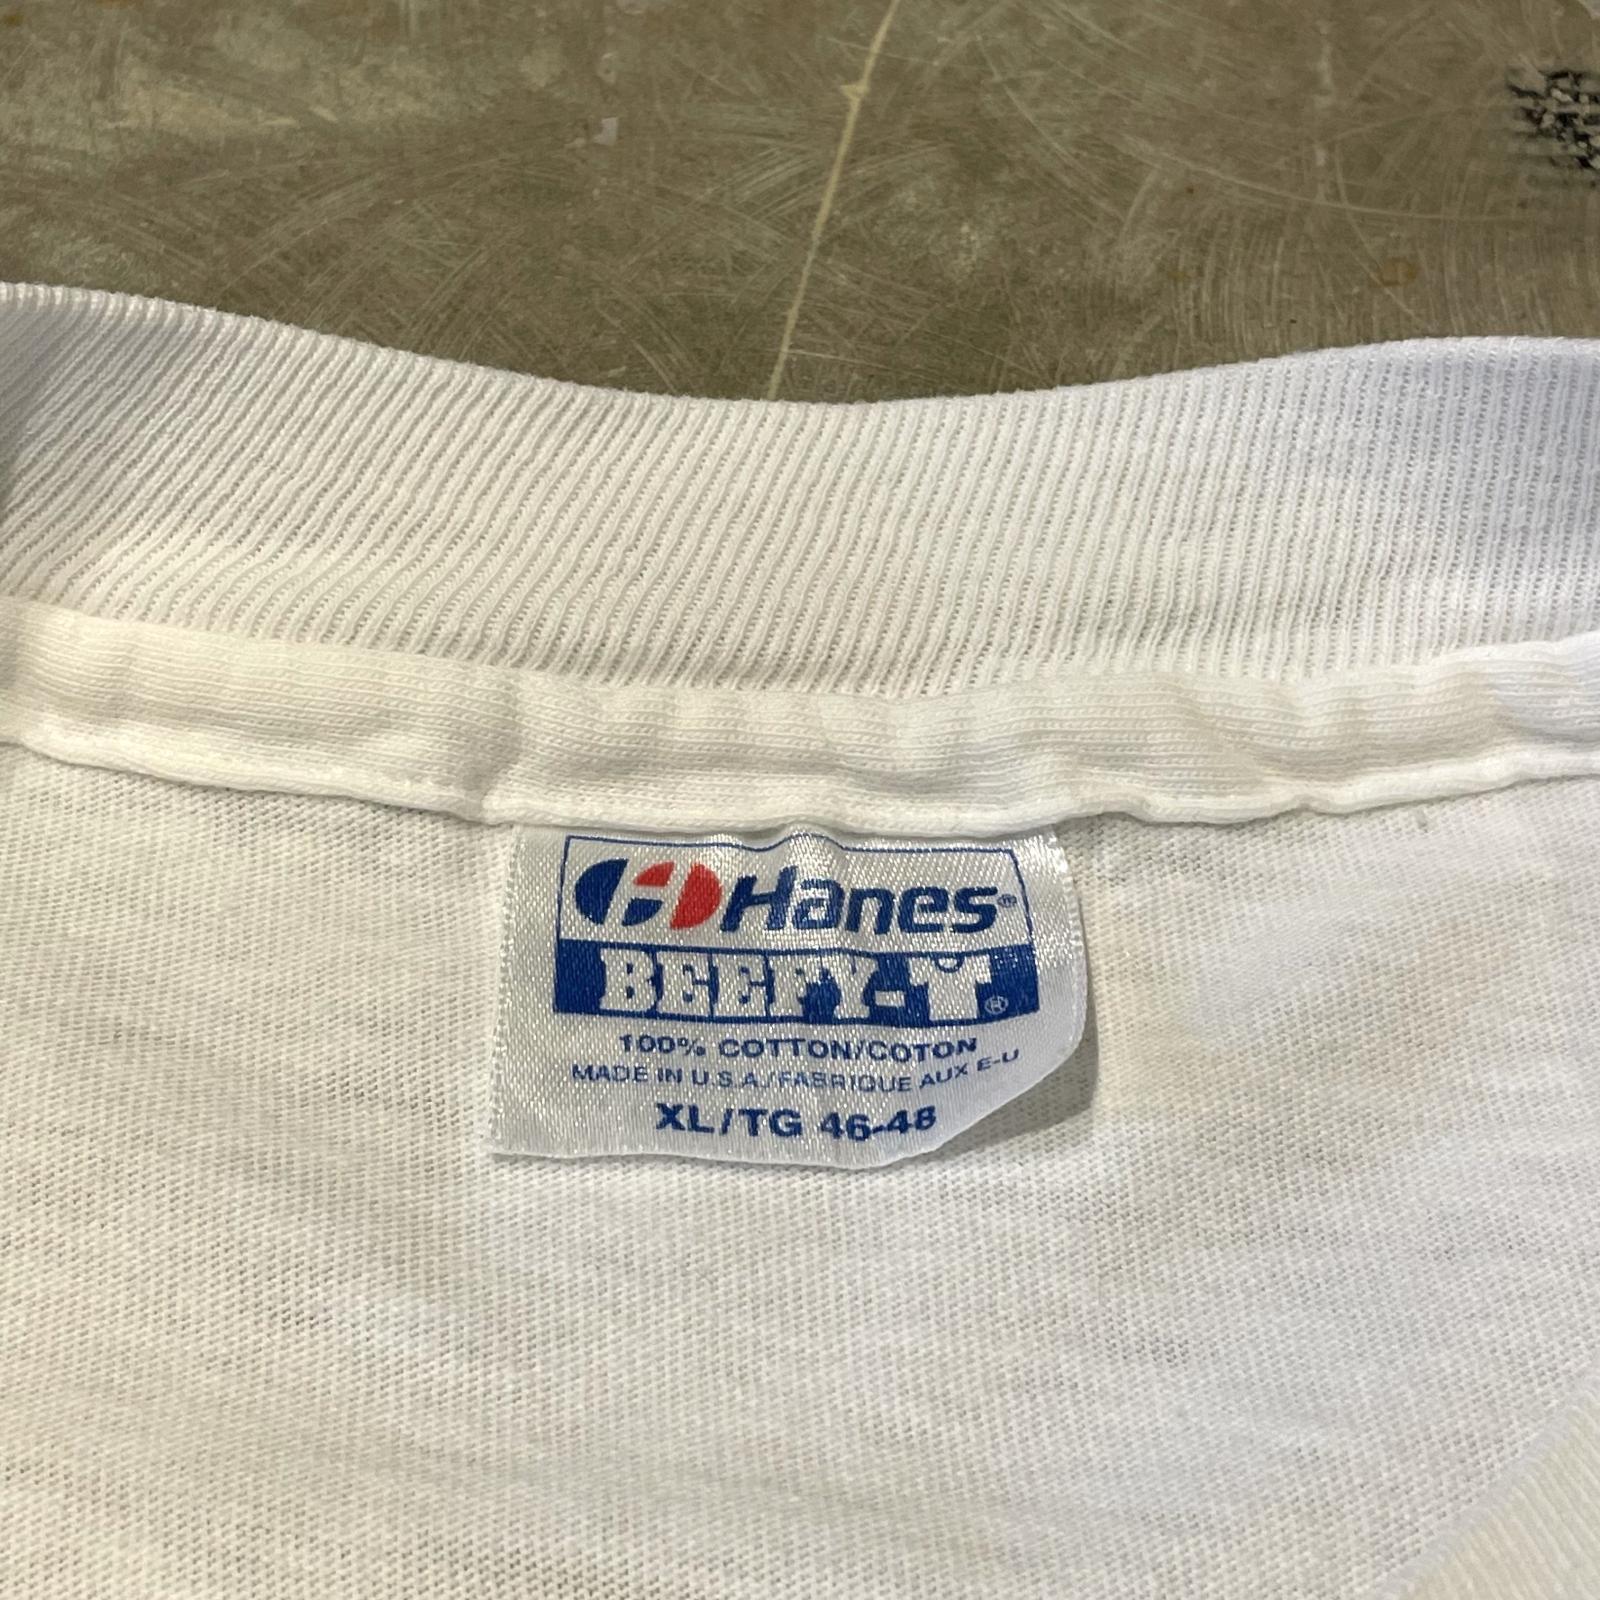 Hanes®
BEEFY-T®
100% COTTON/COTON
MADE IN U.S.A./FABRIQUE AUX E-U
XL/TG 46-48